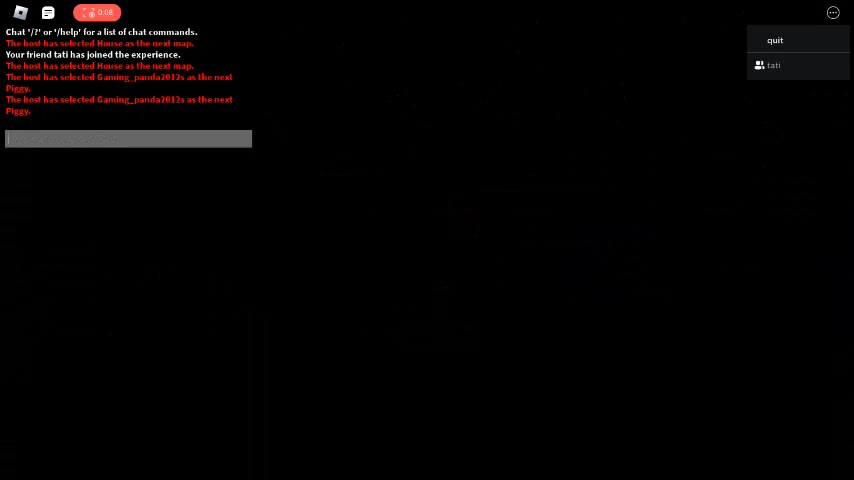 0:08
Chat '/?' or '/help' for a list of chat commands.
The host has selected House as the next map.
Your friend tati has joined the experience.
The host has selected House as the next map.
The host has selected Gaming_panda2012s as the next
Piggy.
The host has selected Gaming_panda2012s as the next
Piggy.
quit
tati